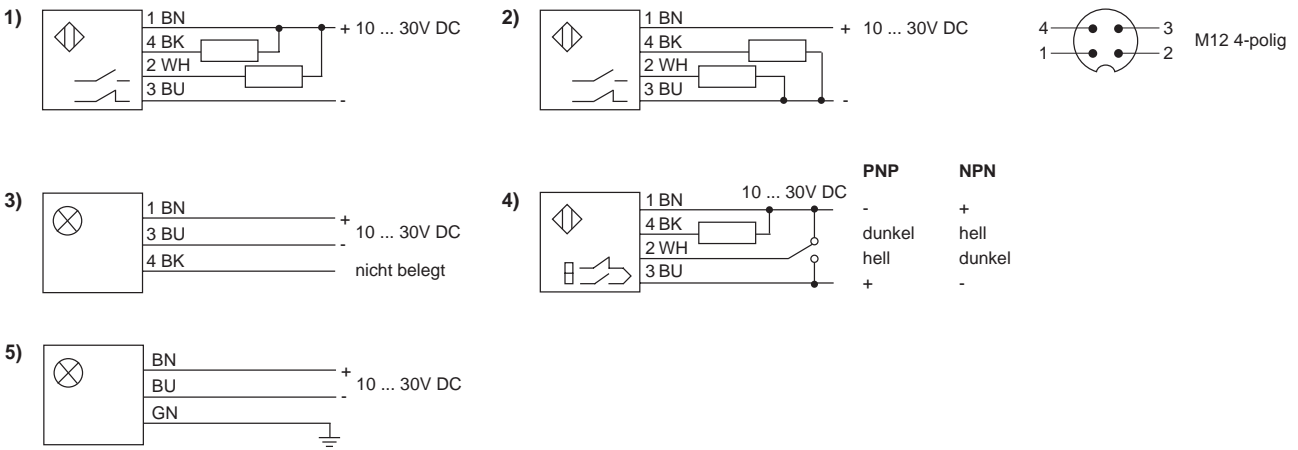 1)
1 BN
+ 10 ... 30V DC
4 BK
2 WH
3 BU
-
2)
1 BN
+ 10 ... 30V DC
4 BK
2 WH
3 BU
-
4 3
1 2
M12 4-polig
3)
1 BN
+
3 BU
10 ... 30V DC
-
4 BK
nicht belegt
4)
1 BN
10 ... 30V DC
4 BK
2 WH
3 BU
PNP NPN
- +
dunkel hell
hell dunkel
+ -
5)
BN
+
BU
10 ... 30V DC
-
GN